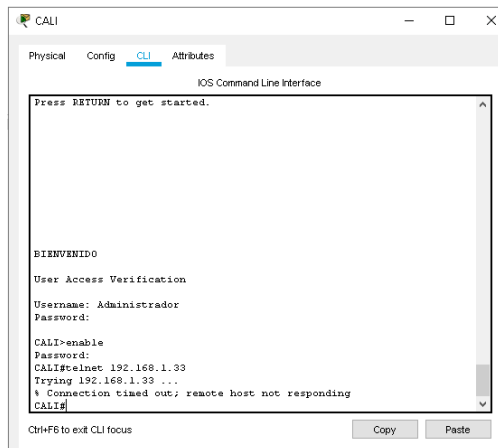 CALI
Physical Config CLI Attributes
IOS Command Line Interface
Press RETURN to get started.
BIENVENIDO
User Access Verification
Username: Administrador
Password:
CALI>enable
Password:
CALI#telnet 192.168.1.33
Trying 192.168.1.33 ...
% Connection timed out; remote host not responding
CALI#
Ctrl+F6 to exit CLI focus
Copy Paste